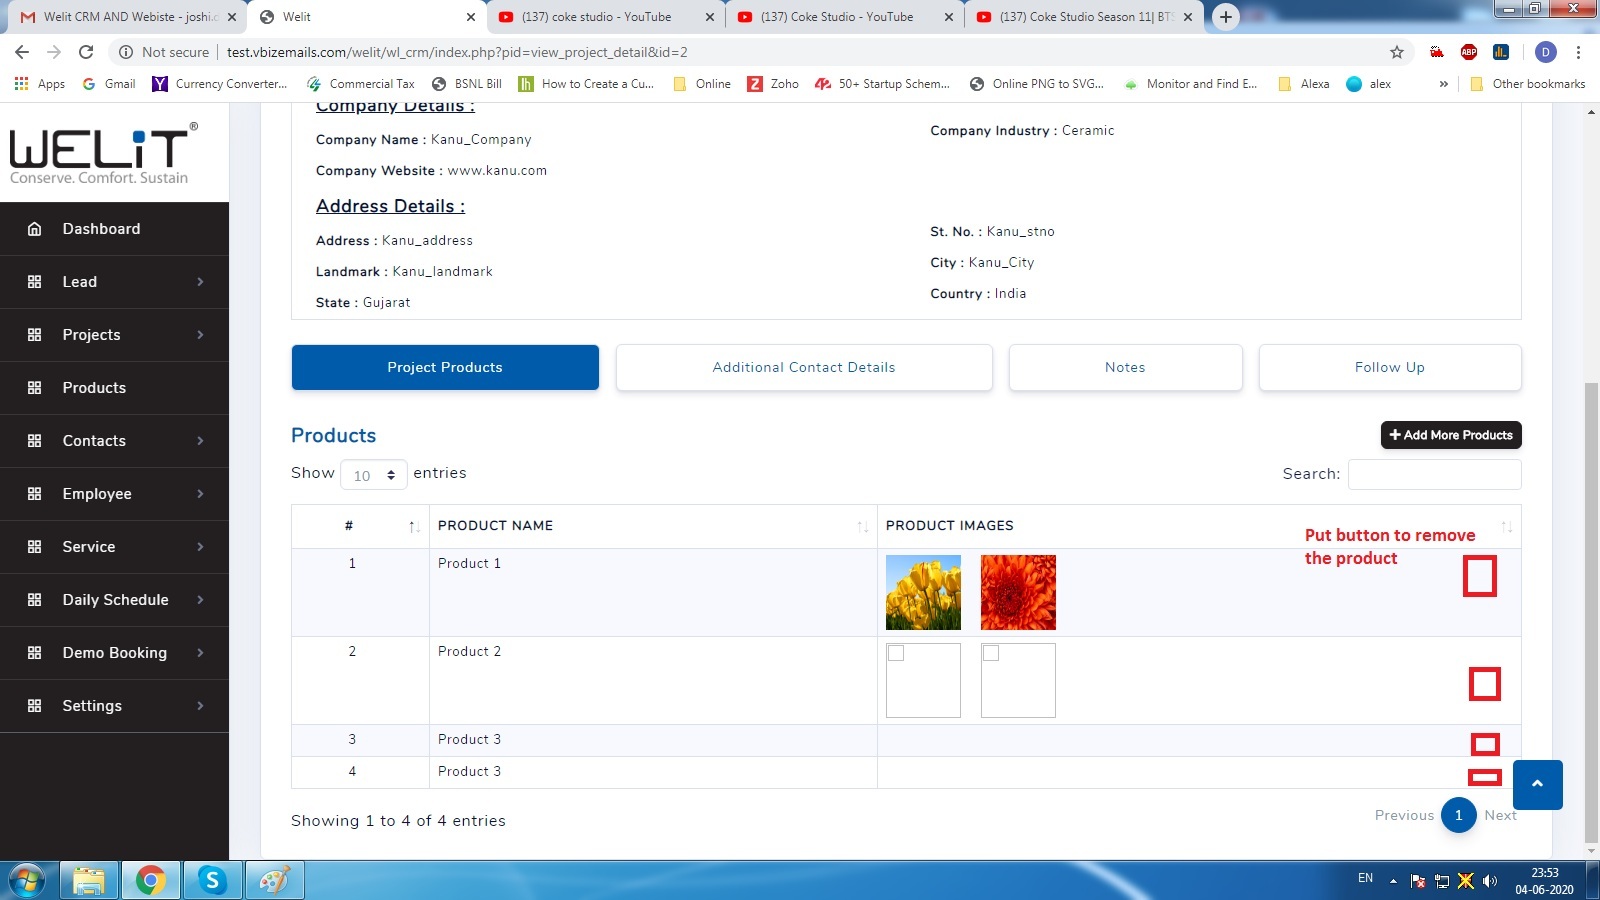 Welit CRM AND Webiste - joshi.c
Welit
(137) coke studio - YouTube
(137) Coke Studio - YouTube
(137) Coke Studio Season 11| BTS
Not secure | test.vbizemails.com/welit/wl_crm/index.php?pid=view_project_detail&id=2
ABP
D
Apps
Gmail
Currency Converter...
Commercial Tax
BSNL Bill
How to Create a Cu...
Online
Zoho
50+ Startup Schem...
Online PNG to SVG...
Monitor and Find E...
Alexa
alex
»
Other bookmarks
WELiT®
Conserve. Comfort. Sustain
Dashboard
Lead
Projects
Products
Contacts
Employee
Service
Daily Schedule
Demo Booking
Settings
Company Details :
Company Name : Kanu_Company
Company Industry : Ceramic
Company Website : www.kanu.com
Address Details :
Address : Kanu_address
St. No. : Kanu_stno
Landmark : Kanu_landmark
City : Kanu_City
State : Gujarat
Country : India
Project Products
Additional Contact Details
Notes
Follow Up
Products
+ Add More Products
Show 10 entries
Search:
# PRODUCT NAME PRODUCT IMAGES
Put button to remove
the product
1 Product 1
2 Product 2
3 Product 3
4 Product 3
Showing 1 to 4 of 4 entries
Previous 1 Next
EN
23:53
04-06-2020